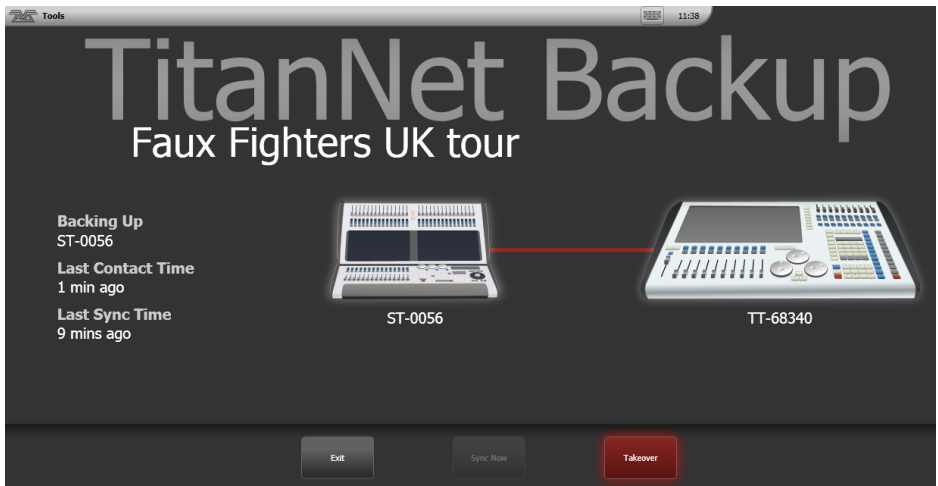 Tools
11:38
TitanNet Backup
Faux Fighters UK tour
Backing Up
ST-0056
Last Contact Time
1 min ago
Last Sync Time
9 mins ago
ST-0056
TT-68340
Exit
Sync Now
Takeover